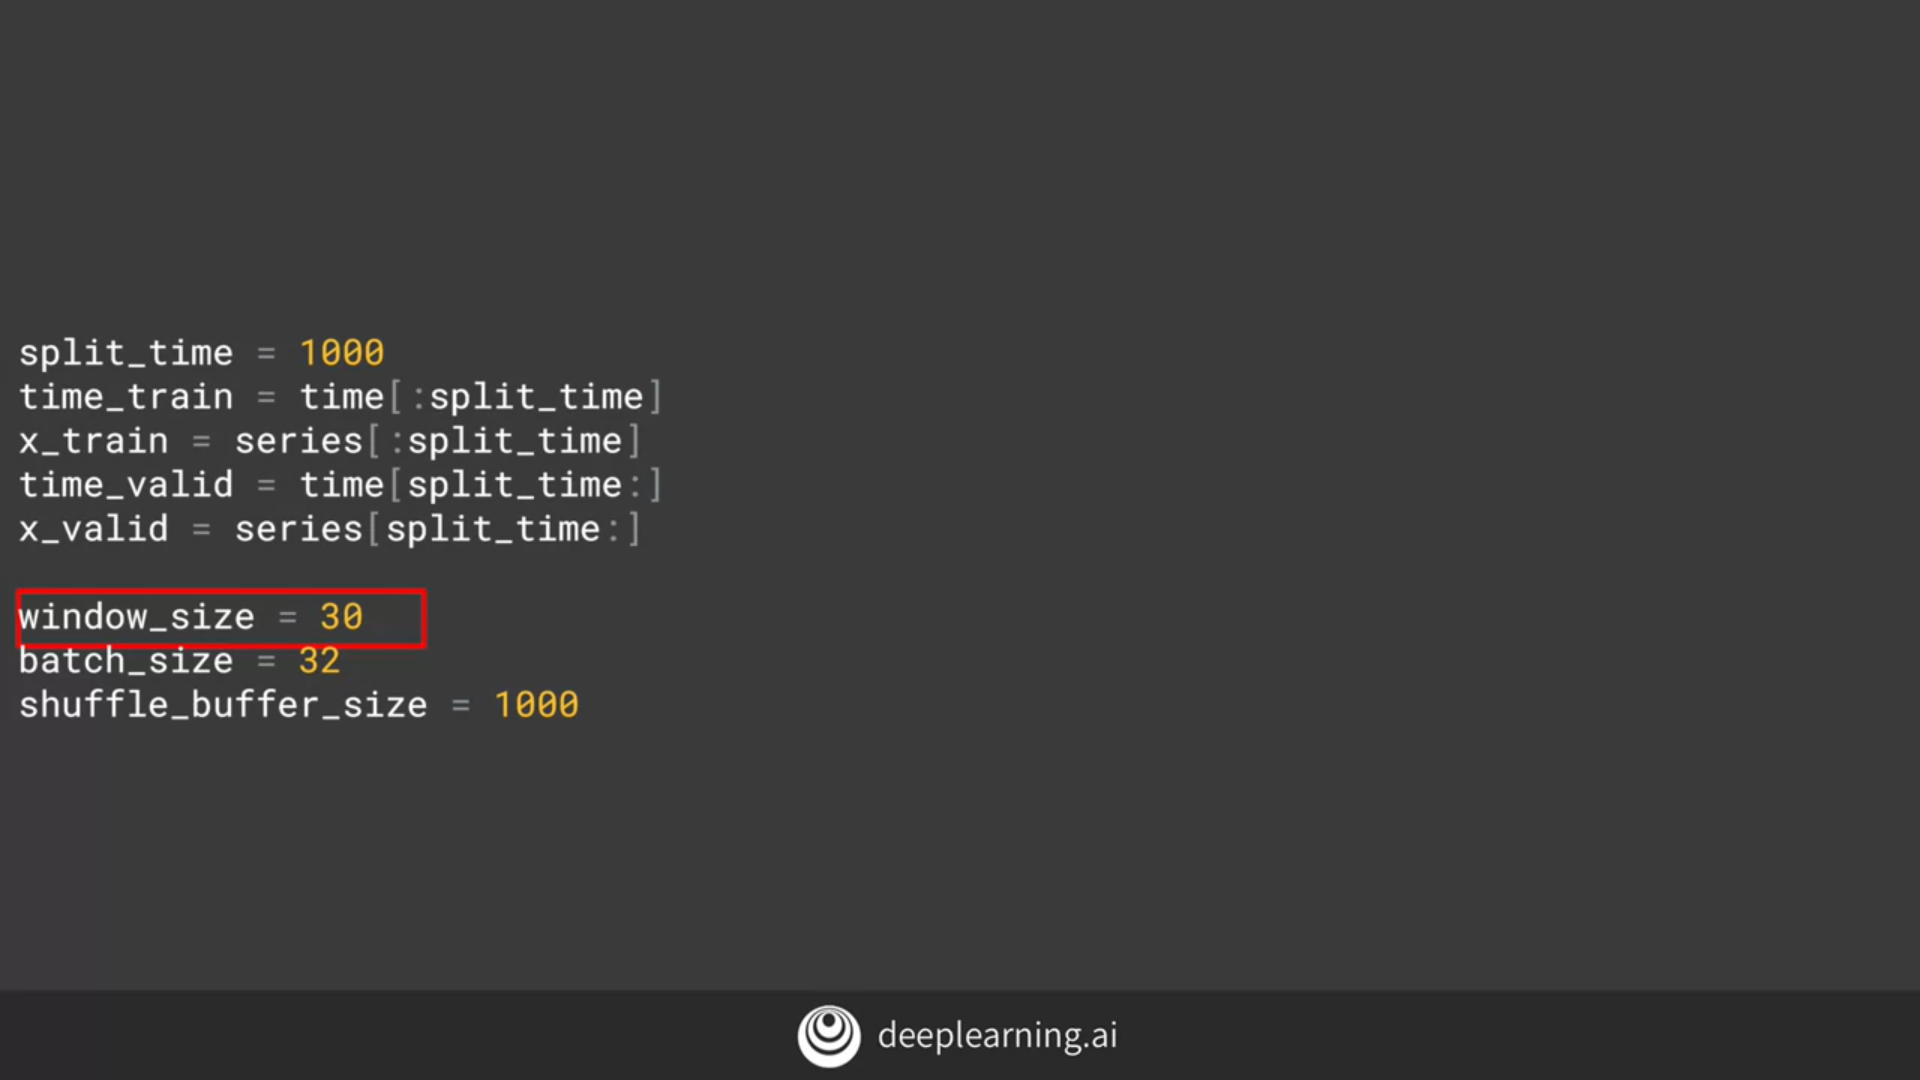 split_time = 1000
time_train = time[:split_time]
x_train = series[:split_time]
time_valid = time[split_time:]
x_valid = series[split_time:]
window_size = 30
batch_size = 32
shuffle_buffer_size = 1000
deeplearning.ai